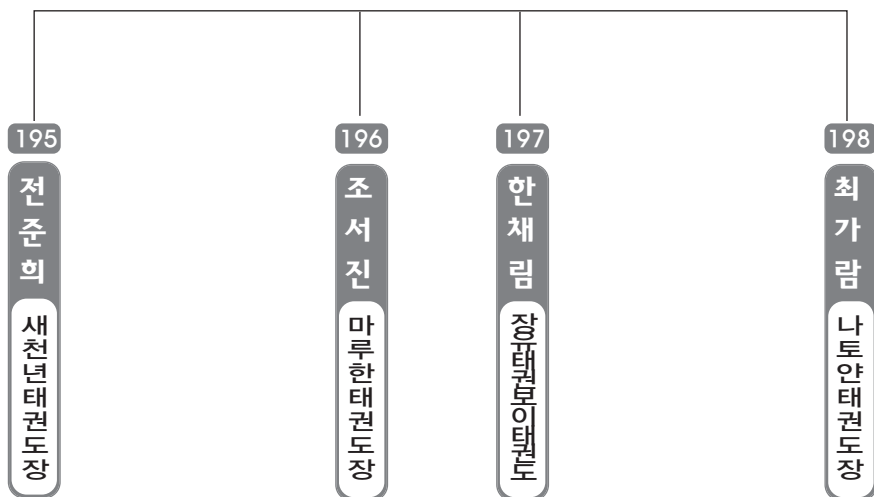 195
전준희
새천년태권도장
196
조서진
마루한태권도장
197
한채림
장유태권보이태권도
198
최가람
나토얀태권도장